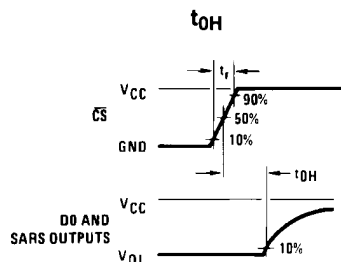 tOH
tr
VCC
90%
CS
50%
10%
GND
tOH
VCC
DO AND
SARS OUTPUTS
10%
VOL